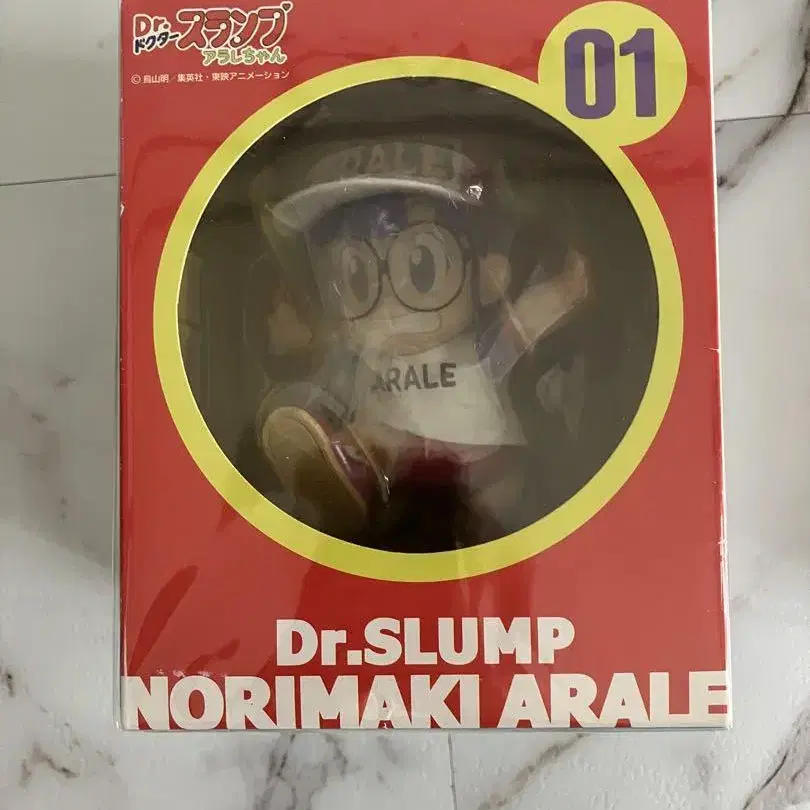 Dr.
ドクター スランプ
アラレちゃん
© 鳥山明／集英社・東映アニメーション
01
ARALE
ARALE
Dr.SLUMP
NORIMAKI ARALE